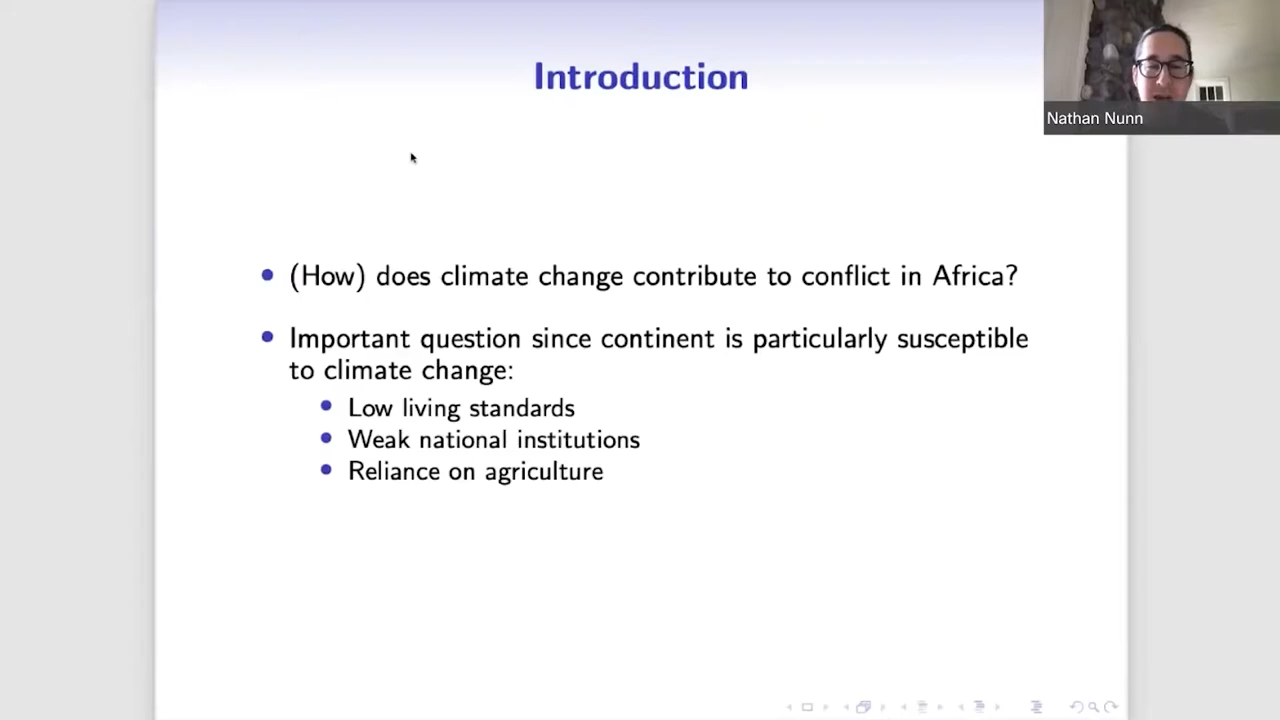 Introduction
Nathan Nunn
• (How) does climate change contribute to conflict in Africa?
• Important question since continent is particularly susceptible
to climate change:
• Low living standards
• Weak national institutions
• Reliance on agriculture